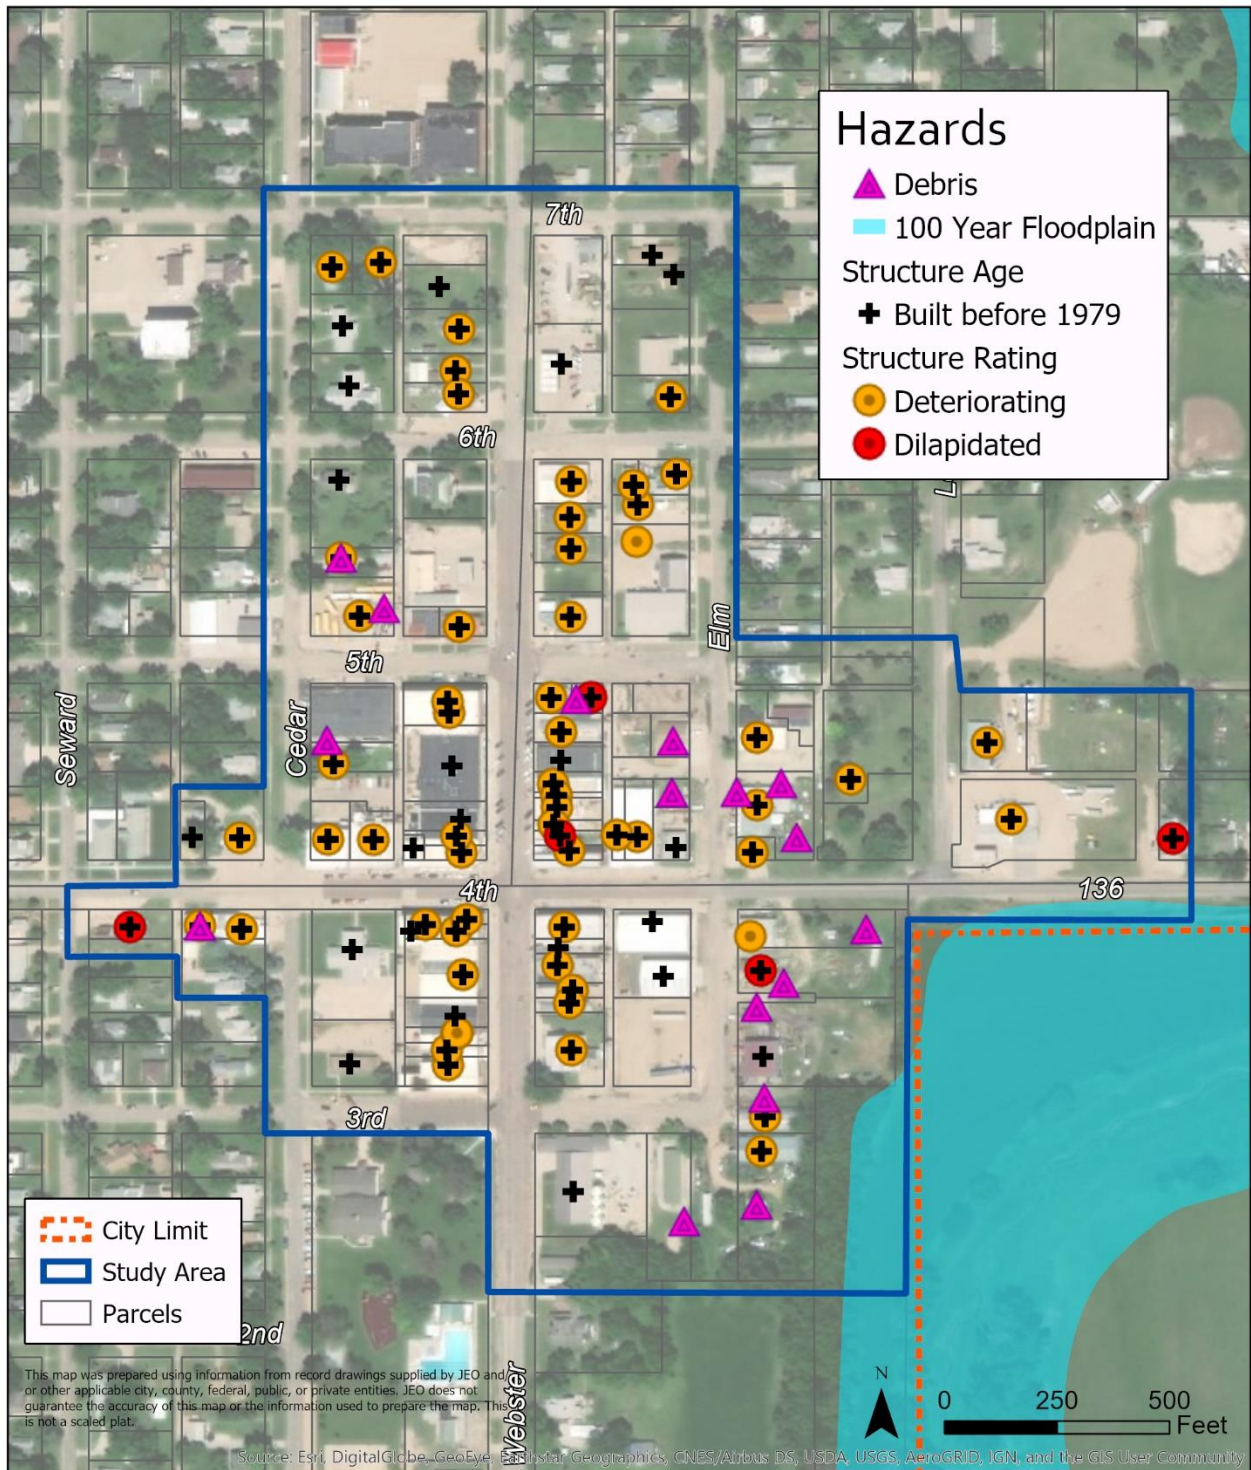 Hazards
Debris
100 Year Floodplain
Structure Age
Built before 1979
Structure Rating
Deteriorating
Dilapidated
7th
6th
Elm
5th
Seward
Cedar
4th
136
3rd
City Limit
Study Area
Parcels
2nd
Webster
This map was prepared using information from record drawings supplied by JEO and
or other applicable city, county, federal, public, or private entities. JEO does not
guarantee the accuracy of this map or the information used to prepare the map. This
is not a scaled plat.
N
0 250 500
Feet
Source: Esri, DigitalGlobe, GeoEye, Earthstar Geographics, CNES/Airbus DS, USDA, USGS, AeroGRID, IGN, and the GIS User Community